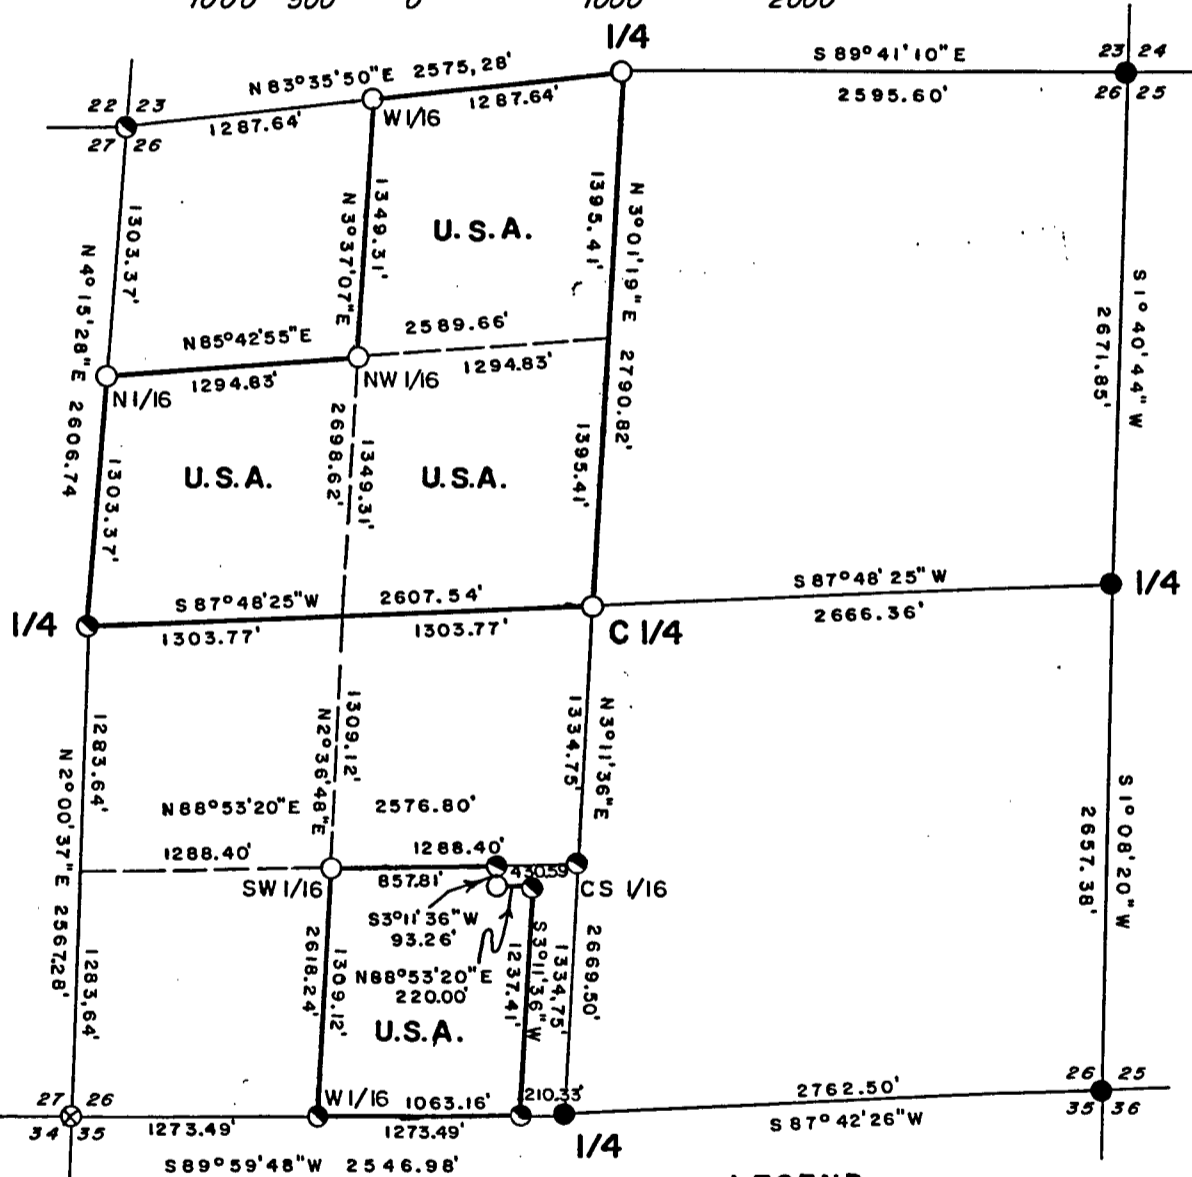 1/4
N 83°35'50"E 2575,28'
S 89°41'10"E
23 24
22 23
1287.64'
1287.64'
2595.60'
26 25
27 26
W 1/16
1303.37'
N 4°15'28"E 2606.74
N 3°37'07"E
1349.31'
U.S.A.
1395.41'
N 3°01'19"E 2790.82'
S 1°40'44" W
2671.85'
N85°42'55"E
2589.66'
1294.83'
1294.83'
N 1/16
NW 1/16
1303.37'
U.S.A.
2698.62'
1349.31'
U.S.A.
1395.41'
1/4
S 87°48'25"W
2607.54'
S 87°48'25"W
1/4
1303.77'
1303.77'
C 1/4
2666.36'
1283.64'
N 2°00'37"E 2567.28'
N2°36'48"E
1309.12'
1334.75'
N 3°11'36"E
S 1°08'20" W
2657.38'
N88°53'20"E
2576.80'
1288.40'
1288.40'
430.59
SW 1/16
857.81'
CS 1/16
S3°11'36"W
93.26'
N88°53'20"E
220.00'
1283,64'
2618.24'
1309.12'
1237.41'
S3°11'36"W
1334,75'
2669.50'
U.S.A.
27 26
W 1/16
1063.16'
210.33'
2762.50'
26 25
34 35
1273.49'
1273.49'
1/4
S 87°42'26"W
35 36
S89°59'48"W 2546.98'